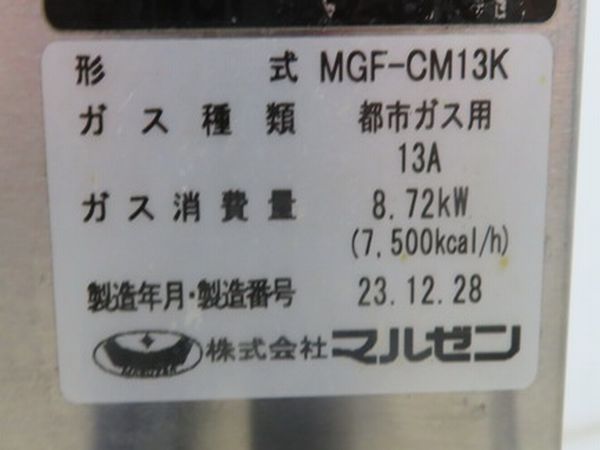 形式 MGF-CM13K
ガス種類 都市ガス用
13A
ガス消費量 8.72kW
(7,500kcal/h)
製造年月・製造番号 23.12.28
株式会社マルゼン